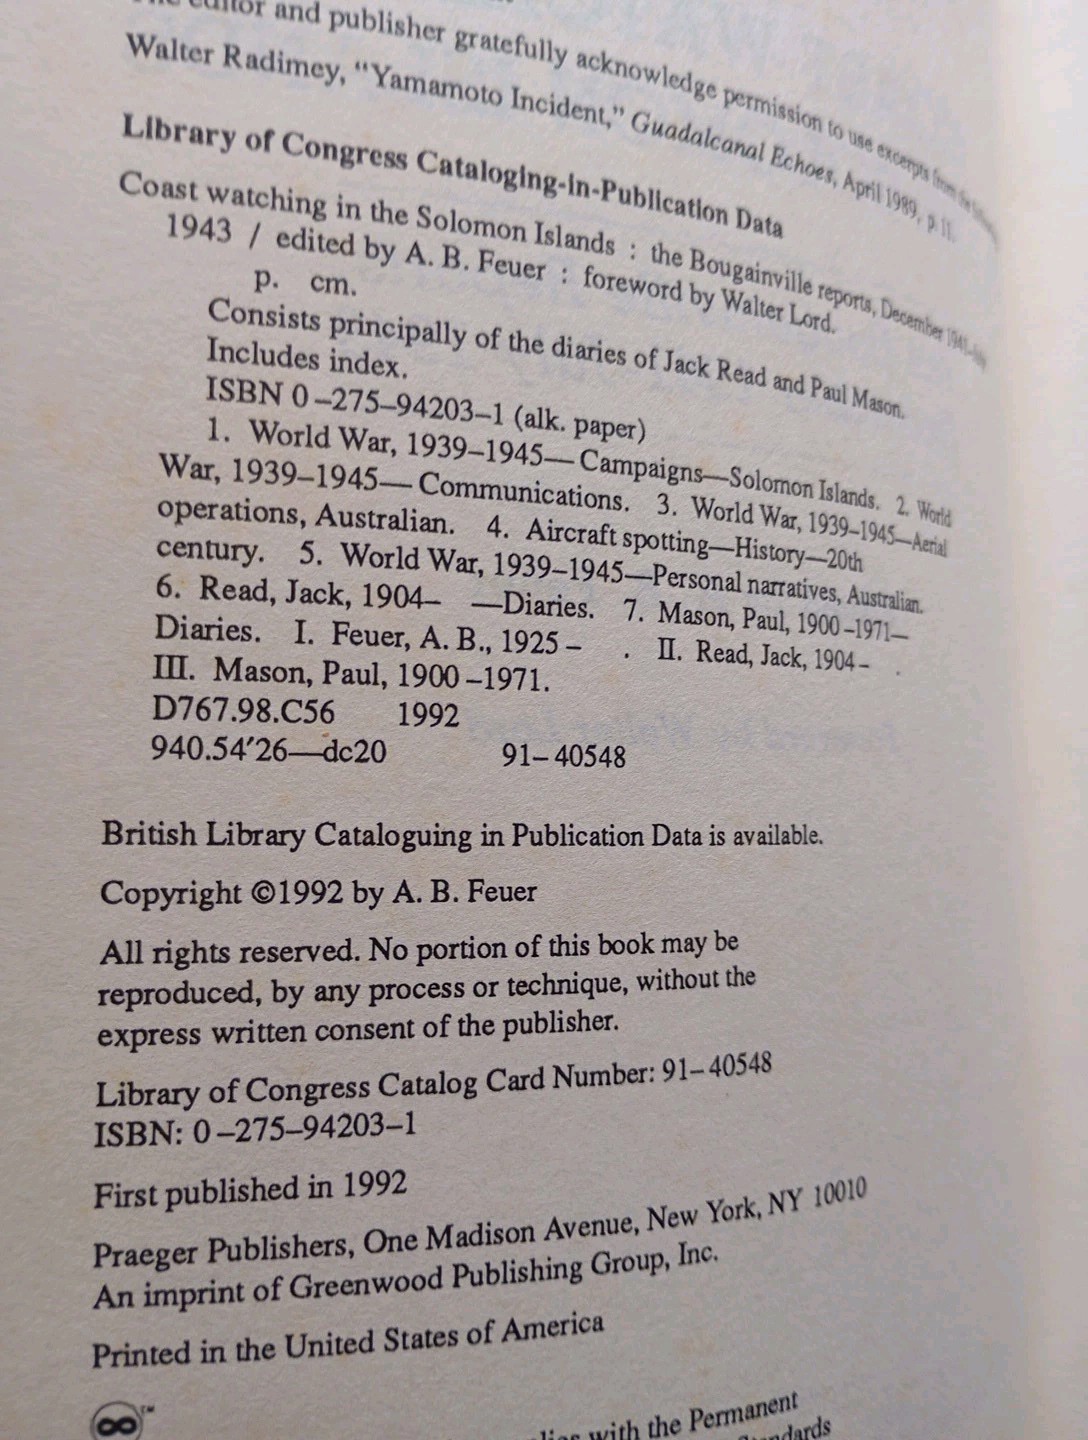 editor and publisher gratefully acknowledge permission to use excerpts from the
Walter Radimey, “Yamamoto Incident,” Guadalcanal Echoes, April 1989, p. 11.
Library of Congress Cataloging-in-Publication Data
Coast watching in the Solomon Islands : the Bougainville reports, December 1941–July
1943 / edited by A. B. Feuer : foreword by Walter Lord.
p. cm.
Consists principally of the diaries of Jack Read and Paul Mason.
Includes index.
ISBN 0–275–94203–1 (alk. paper)
1. World War, 1939–1945—Campaigns—Solomon Islands. 2. World
War, 1939–1945—Communications. 3. World War, 1939–1945—Aerial
operations, Australian. 4. Aircraft spotting—History—20th
century. 5. World War, 1939–1945—Personal narratives, Australian.
6. Read, Jack, 1904– —Diaries. 7. Mason, Paul, 1900–1971—
Diaries. I. Feuer, A. B., 1925– . II. Read, Jack, 1904– .
III. Mason, Paul, 1900–1971.
D767.98.C56 1992
940.54′26—dc20 91–40548
British Library Cataloguing in Publication Data is available.
Copyright ©1992 by A. B. Feuer
All rights reserved. No portion of this book may be
reproduced, by any process or technique, without the
express written consent of the publisher.
Library of Congress Catalog Card Number: 91–40548
ISBN: 0–275–94203–1
First published in 1992
Praeger Publishers, One Madison Avenue, New York, NY 10010
An imprint of Greenwood Publishing Group, Inc.
Printed in the United States of America
™
with the Permanent